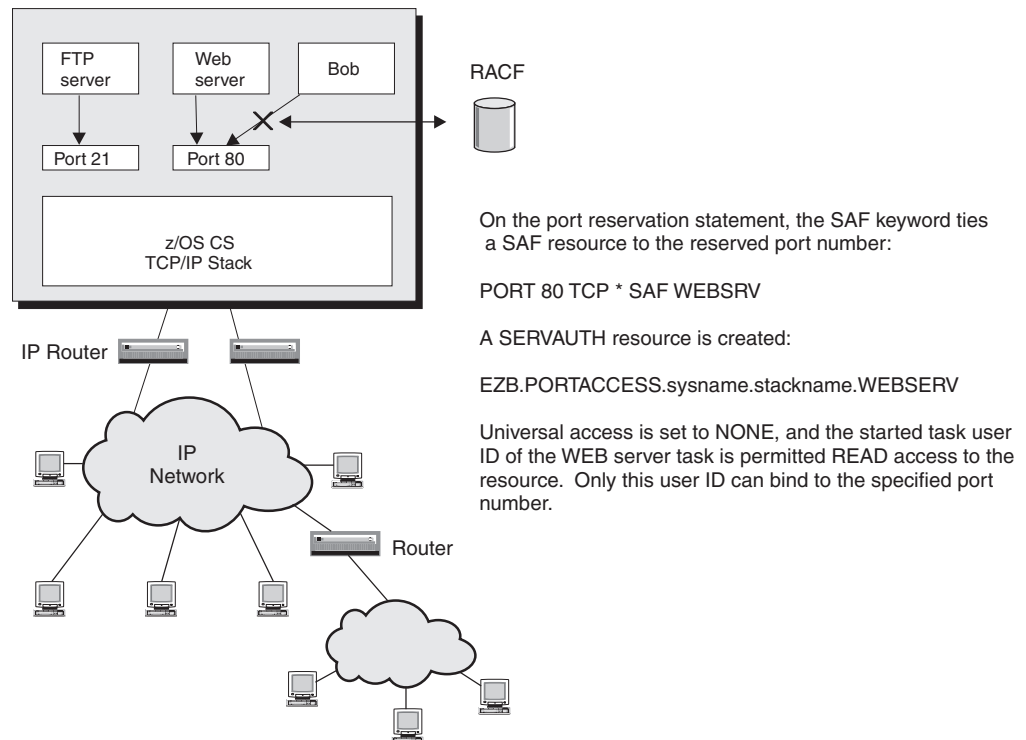 FTP
server
Web
server
Bob
RACF
Port 21
Port 80
z/OS CS
TCP/IP Stack
On the port reservation statement, the SAF keyword ties
a SAF resource to the reserved port number:
PORT 80 TCP * SAF WEBSRV
A SERVAUTH resource is created:
EZB.PORTACCESS.sysname.stackname.WEBSERV
Universal access is set to NONE, and the started task user
ID of the WEB server task is permitted READ access to the
resource. Only this user ID can bind to the specified port
number.
IP Router
IP
Network
Router